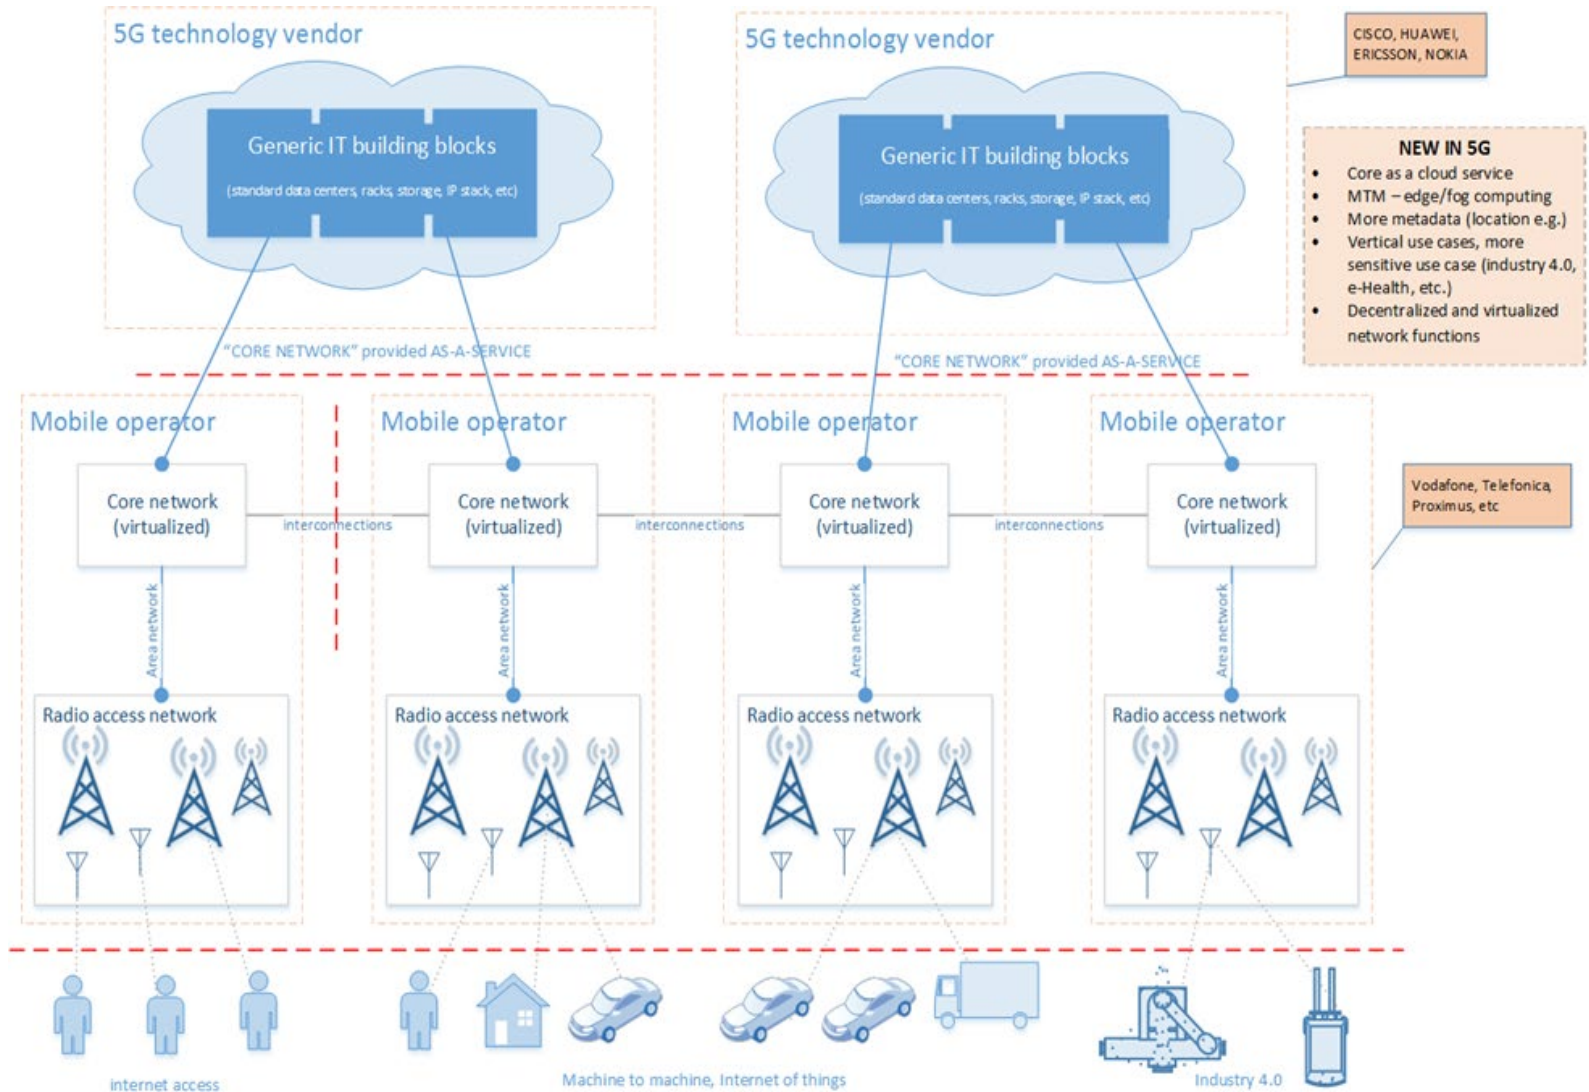 5G technology vendor
5G technology vendor
CISCO, HUAWEI,
ERICSSON, NOKIA
Generic IT building blocks
(standard data centers, racks, storage, IP stack, etc)
Generic IT building blocks
(standard data centers, racks, storage, IP stack, etc)
NEW IN 5G
• Core as a cloud service
• MTM – edge/fog computing
• More metadata (location e.g.)
• Vertical use cases, more
sensitive use case (industry 4.0,
e-Health, etc.)
• Decentralized and virtualized
network functions
"CORE NETWORK" provided AS-A-SERVICE
"CORE NETWORK" provided AS-A-SERVICE
Mobile operator
Mobile operator
Mobile operator
Mobile operator
Vodafone, Telefonica,
Proximus, etc
Core network
(virtualized)
interconnections
Core network
(virtualized)
interconnections
Core network
(virtualized)
interconnections
Core network
(virtualized)
Area network
Area network
Area network
Area network
Radio access network
Radio access network
Radio access network
Radio access network
internet access
Machine to machine, Internet of things
Industry 4.0